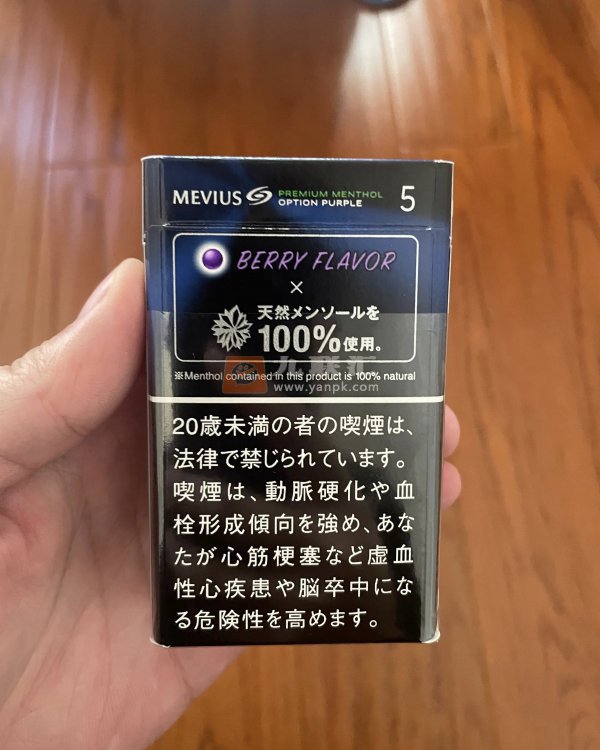 MEVIUS PREMIUM MENTHOL OPTION PURPLE 5
BERRY FLAVOR
×
天然メンソールを
100%使用。
※Menthol contained in this product is 100% natural
www.yanpk.com
20歳未満の者の喫煙は、
法律で禁じられています。
喫煙は、動脈硬化や血
栓形成傾向を強め、あな
たが心筋梗塞など虚血
性心疾患や脳卒中にな
る危険性を高めます。